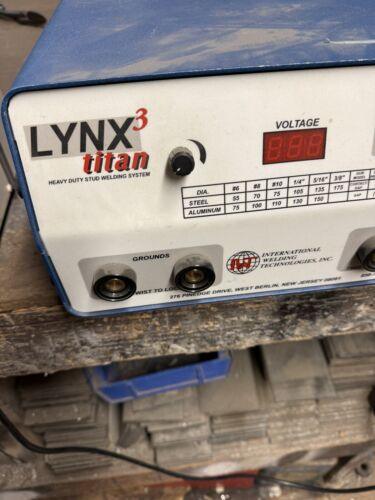 LYNX3
titan
HEAVY DUTY STUD WELDING SYSTEM
VOLTAGE
DIA. #6 #8 #10 1/4" 5/16" 3/8"
STEEL 55 70 75 105 135 175
ALUMINUM 75 100 110 130 150
GROUNDS
INTERNATIONAL
WELDING
TECHNOLOGIES, INC.
TWIST TO LO
276 PINEDGE DRIVE, WEST BERLIN, NEW JERSEY 08091